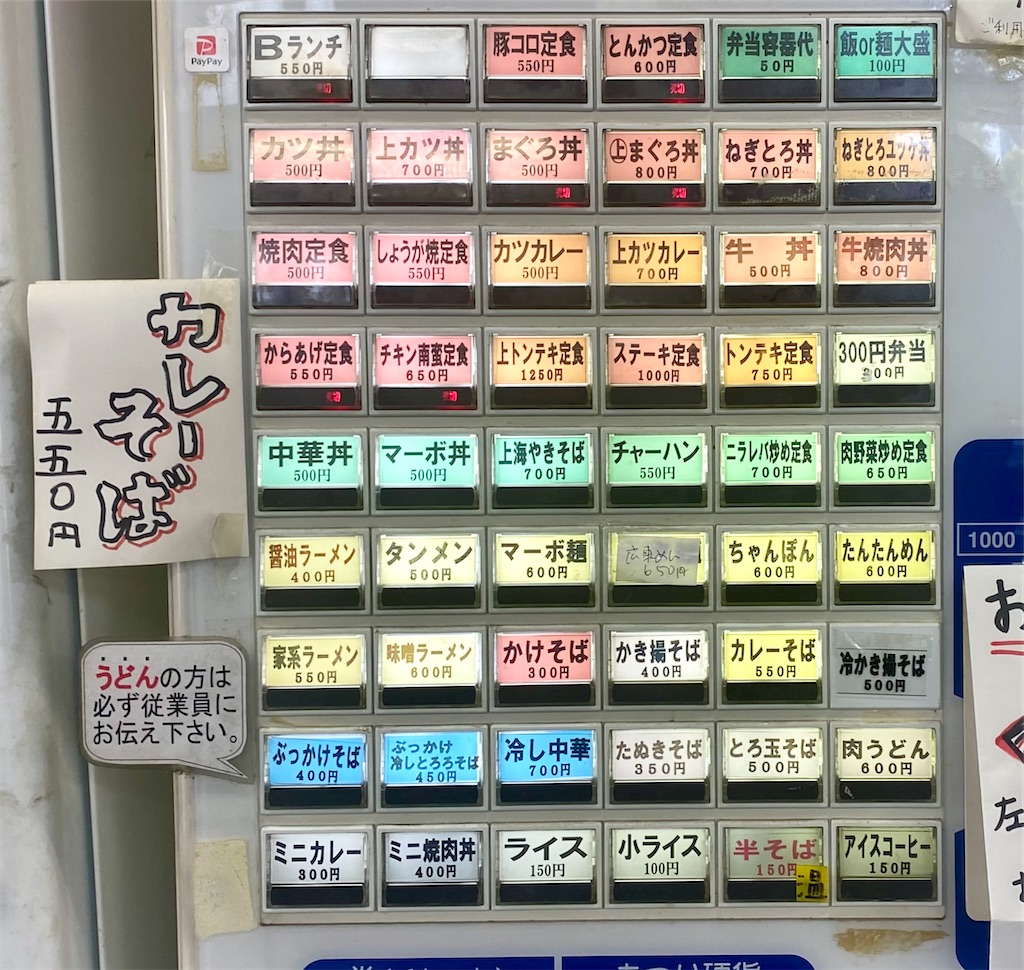 PayPay
Bランチ
550円
売切
豚コロ定食
550円
とんかつ定食
600円
売切
弁当容器代
50円
飯or麺大盛
100円
ご利用
カツ丼
500円
上カツ丼
700円
まぐろ丼
500円
売切
上まぐろ丼
800円
売切
ねぎとろ丼
700円
ねぎとろユッケ丼
800円
焼肉定食
500円
しょうが焼定食
550円
カツカレー
500円
上カツカレー
700円
牛 丼
500円
牛焼肉丼
800円
からあげ定食
550円
売切
チキン南蛮定食
650円
売切
上トンテキ定食
1250円
ステーキ定食
1000円
トンテキ定食
750円
300円弁当
300円
中華丼
500円
マーボ丼
500円
上海やきそば
700円
チャーハン
550円
ニラレバ炒め定食
700円
肉野菜炒め定食
650円
醤油ラーメン
400円
タンメン
500円
マーボ麺
600円
広東めん
650円
ちゃんぽん
600円
たんたんめん
600円
家系ラーメン
550円
味噌ラーメン
600円
かけそば
300円
かき揚そば
400円
カレーそば
550円
冷かき揚そば
500円
ぶっかけそば
400円
ぶっかけ
冷しとろろそば
450円
冷し中華
700円
たぬきそば
350円
とろ玉そば
500円
肉うどん
600円
ミニカレー
300円
ミニ焼肉丼
400円
ライス
150円
小ライス
100円
半そば
150円
温
アイスコーヒー
150円
カレー
そば
五五〇円
うどんの方は
必ず従業員に
お伝え下さい。
1000
お
左